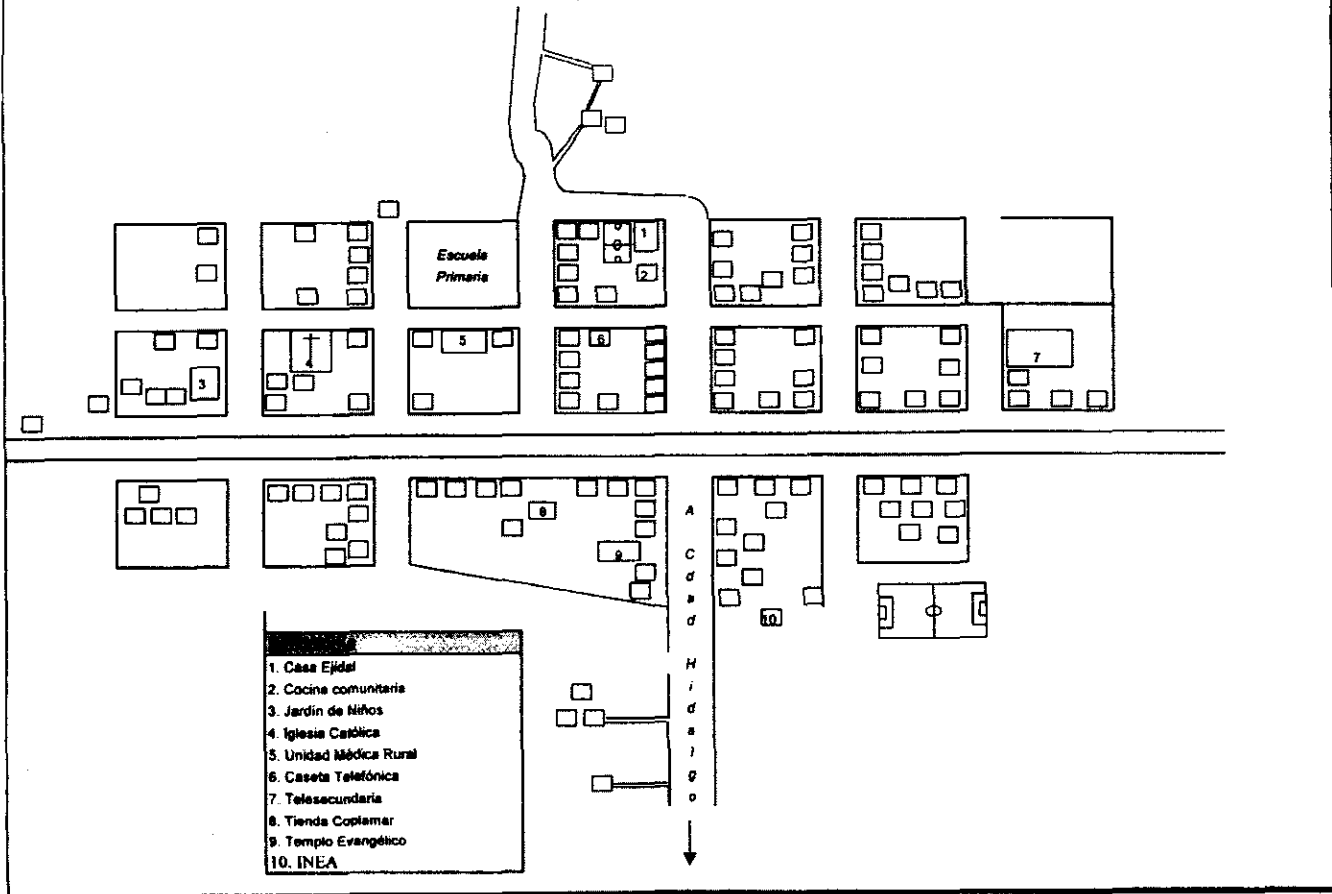 Escuela
Primaria
1
2
3
4
5
6
7
8
9
10
A Cdad Hidalgo
1. Casa Ejidal
2. Cocina comunitaria
3. Jardín de Niños
4. Iglesia Católica
5. Unidad Médica Rural
6. Caseta Telefónica
7. Telesecundaria
8. Tienda Coplamar
9. Templo Evangélico
10. INEA